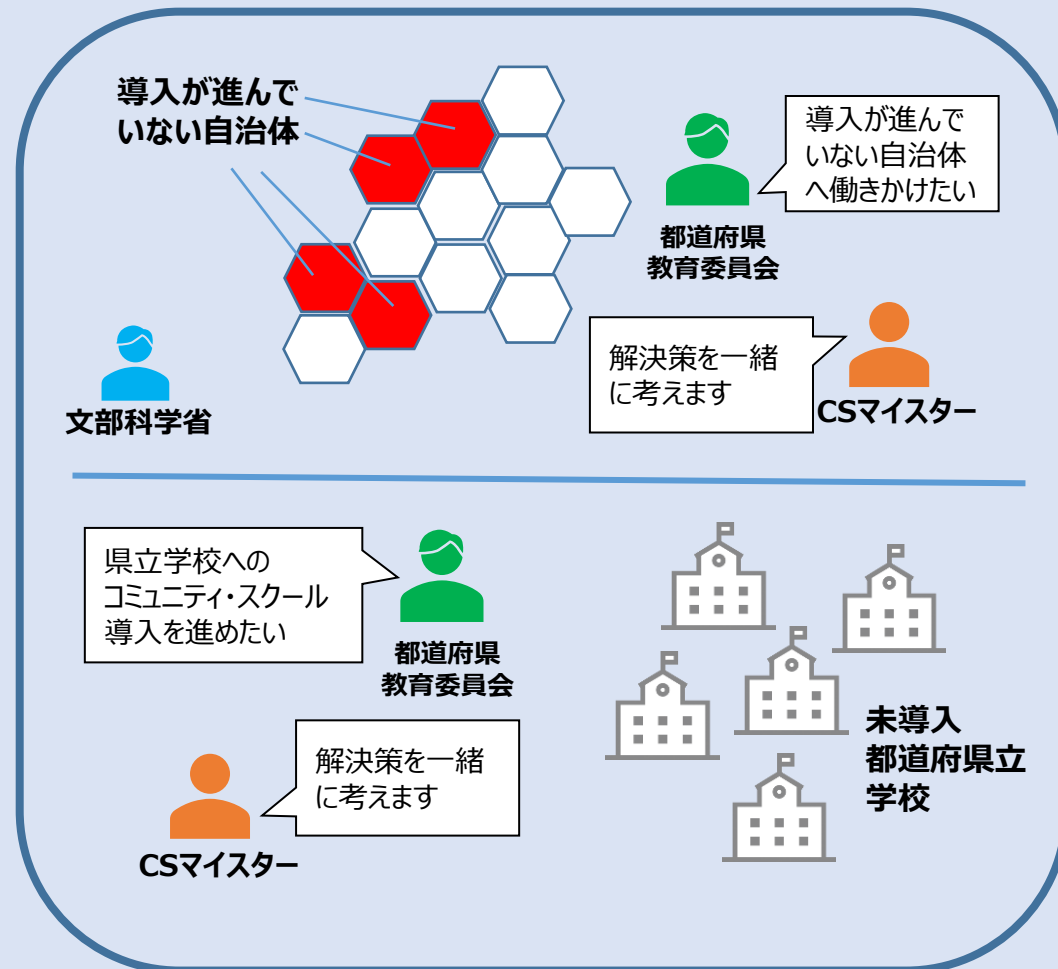 導入が進んで
いない自治体
導入が進んで
いない自治体
へ働きかけたい
都道府県
教育委員会
解決策を一緒
に考えます
CSマイスター
文部科学省
県立学校への
コミュニティ・スクール
導入を進めたい
都道府県
教育委員会
未導入
都道府県立
学校
解決策を一緒
に考えます
CSマイスター